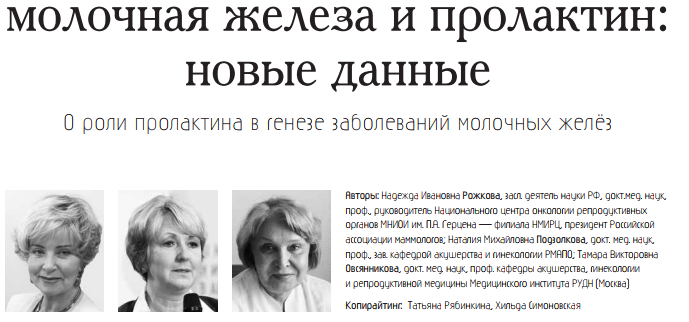 молочная железа и пролактин:
новые данные
О роли пролактина в генезе заболеваний молочных желёз
Авторы: Надежда Ивановна Рожкова, засл. деятель науки РФ, докт.мед. наук,
проф., руководитель Национального центра онкологии репродуктивных
органов МНИОИ им. П.А. Герцена — филиала НМИРЦ, президент Российской
ассоциации маммологов; Наталия Михайловна Подзолкова, докт. мед. наук,
проф., зав. кафедрой акушерства и гинекологии РМАПО; Тамара Викторовна
Овсянникова, докт. мед. наук, проф. кафедры акушерства, гинекологии
и репродуктивной медицины Медицинского института РУДН (Москва)
Копирайтинг: Татьяна Рябинкина, Хильда Симоновская